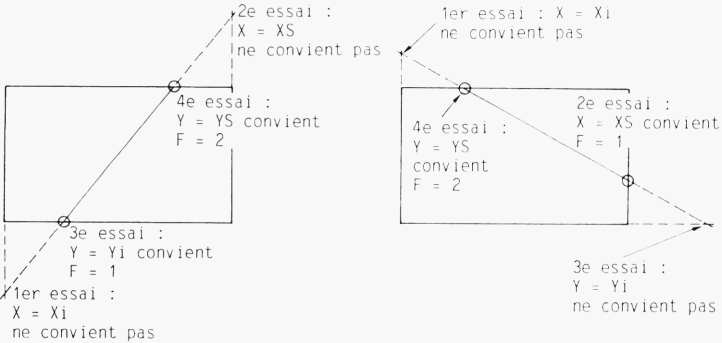 2e essai :
X = XS
ne convient pas
4e essai :
Y = YS convient
F = 2
3e essai :
Y = Yi convient
F = 1
1er essai :
X = Xi
ne convient pas
1er essai : X = Xi
ne convient pas
2e essai :
X = XS convient
F = 1
4e essai :
Y = YS
convient
F = 2
3e essai :
Y = Yi
ne convient pas